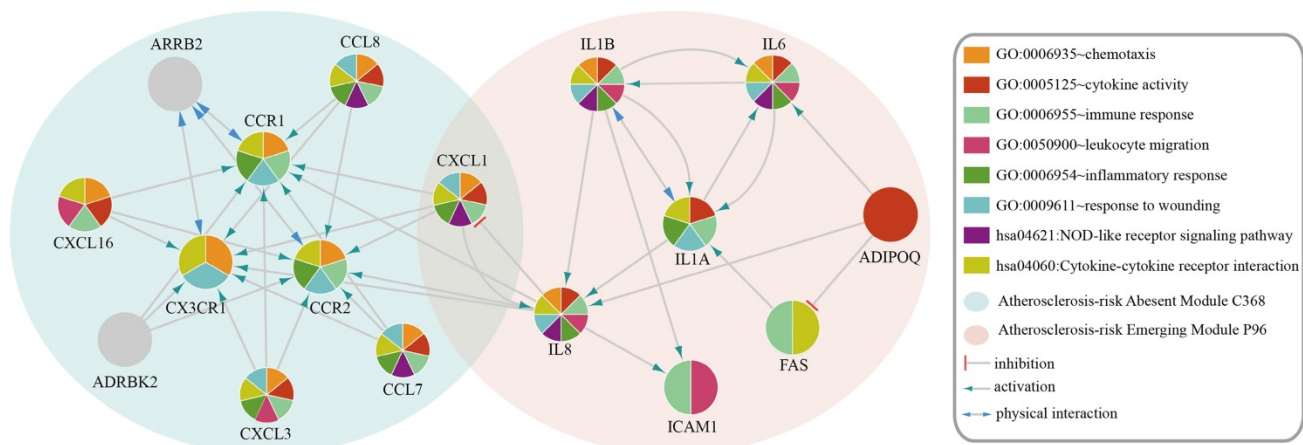 ARRB2
CCL8
CCR1
CXCL1
CXCL16
CX3CR1
CCR2
ADRBK2
CCL7
CXCL3
IL1B
IL6
IL1A
ADIPOQ
IL8
FAS
ICAM1
GO:0006935~chemotaxis
GO:0005125~cytokine activity
GO:0006955~immune response
GO:0050900~leukocyte migration
GO:0006954~inflammatory response
GO:0009611~response to wounding
hsa04621:NOD-like receptor signaling pathway
hsa04060:Cytokine-cytokine receptor interaction
Atherosclerosis-risk Abesent Module C368
Atherosclerosis-risk Emerging Module P96
inhibition
activation
physical interaction